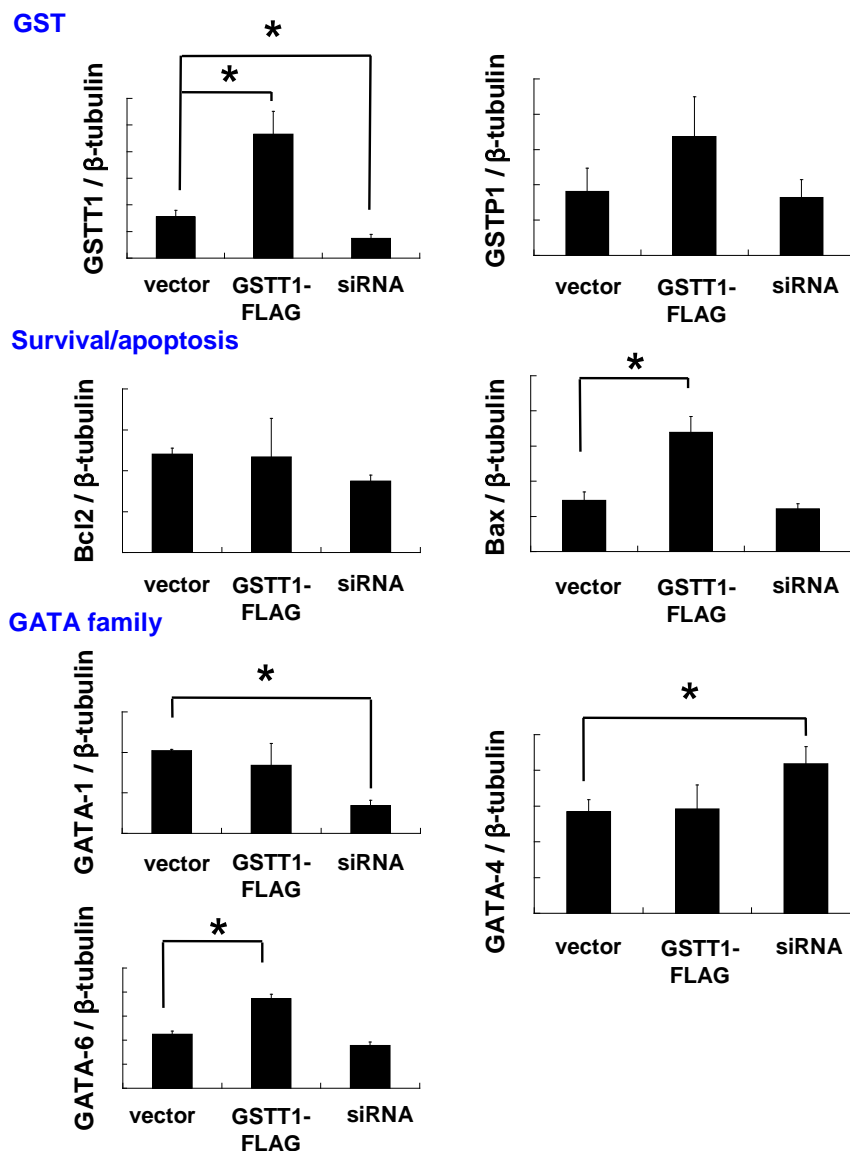 GST
*
*
GSTT1 / β-tubulin
vector
GSTT1-
FLAG
siRNA
GSTP1 / β-tubulin
vector
GSTT1-
FLAG
siRNA
Survival/apoptosis
Bcl2 / β-tubulin
vector
GSTT1-
FLAG
siRNA
*
Bax / β-tubulin
vector
GSTT1-
FLAG
siRNA
GATA family
*
GATA-1 / β-tubulin
vector
GSTT1-
FLAG
siRNA
*
GATA-4 / β-tubulin
vector
GSTT1-
FLAG
siRNA
*
GATA-6 / β-tubulin
vector
GSTT1-
FLAG
siRNA